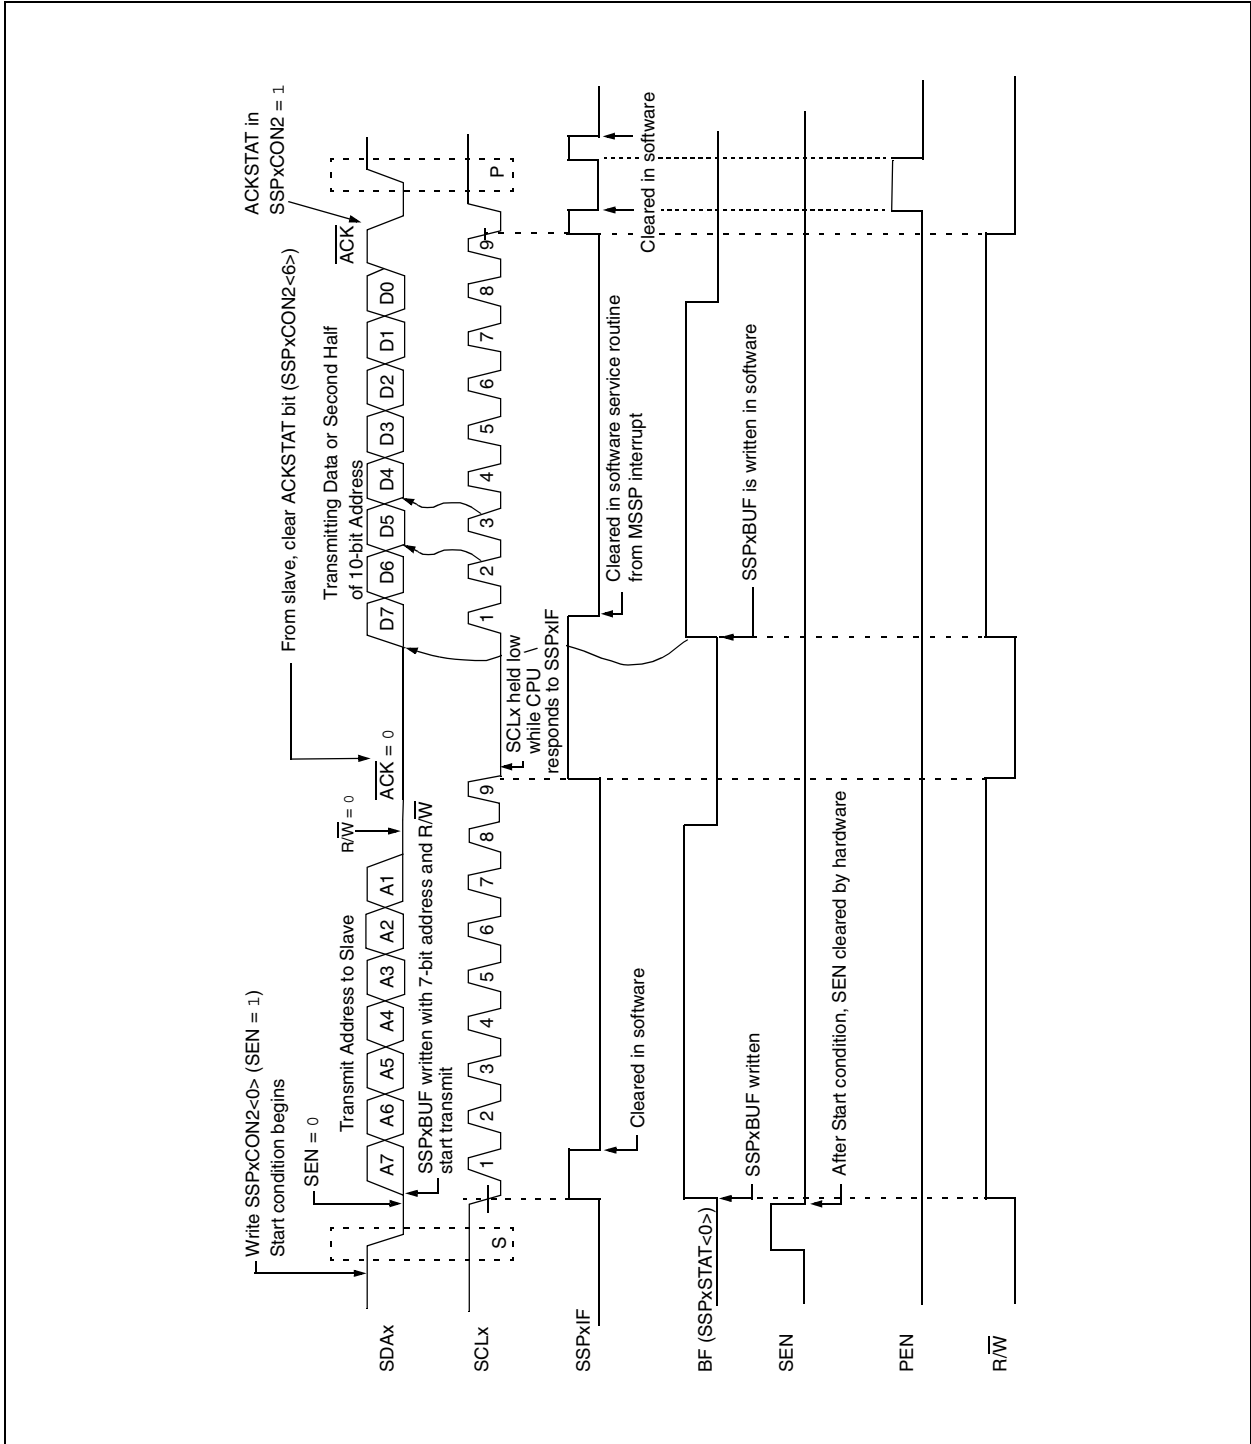 Write SSPxCON2<0> (SEN = 1)
Start condition begins
SEN = 0
Transmit Address to Slave
R/W = 0
From slave, clear ACKSTAT bit (SSPxCON2<6>)
ACK = 0
Transmitting Data or Second Half
of 10-bit Address
ACKSTAT in
SSPxCON2 = 1
ACK
SDAx
A7 A6 A5 A4 A3 A2 A1
D7 D6 D5 D4 D3 D2 D1 D0
SSPxBUF written with 7-bit address and R/W
start transmit
SCLx
S
1 2 3 4 5 6 7 8 9
1 2 3 4 5 6 7 8 9
P
SCLx held low
while CPU
responds to SSPxIF
SSPxIF
Cleared in software
Cleared in software service routine
from MSSP interrupt
Cleared in software
BF (SSPxSTAT<0>)
SSPxBUF written
SSPxBUF is written in software
SEN
After Start condition, SEN cleared by hardware
PEN
R/W